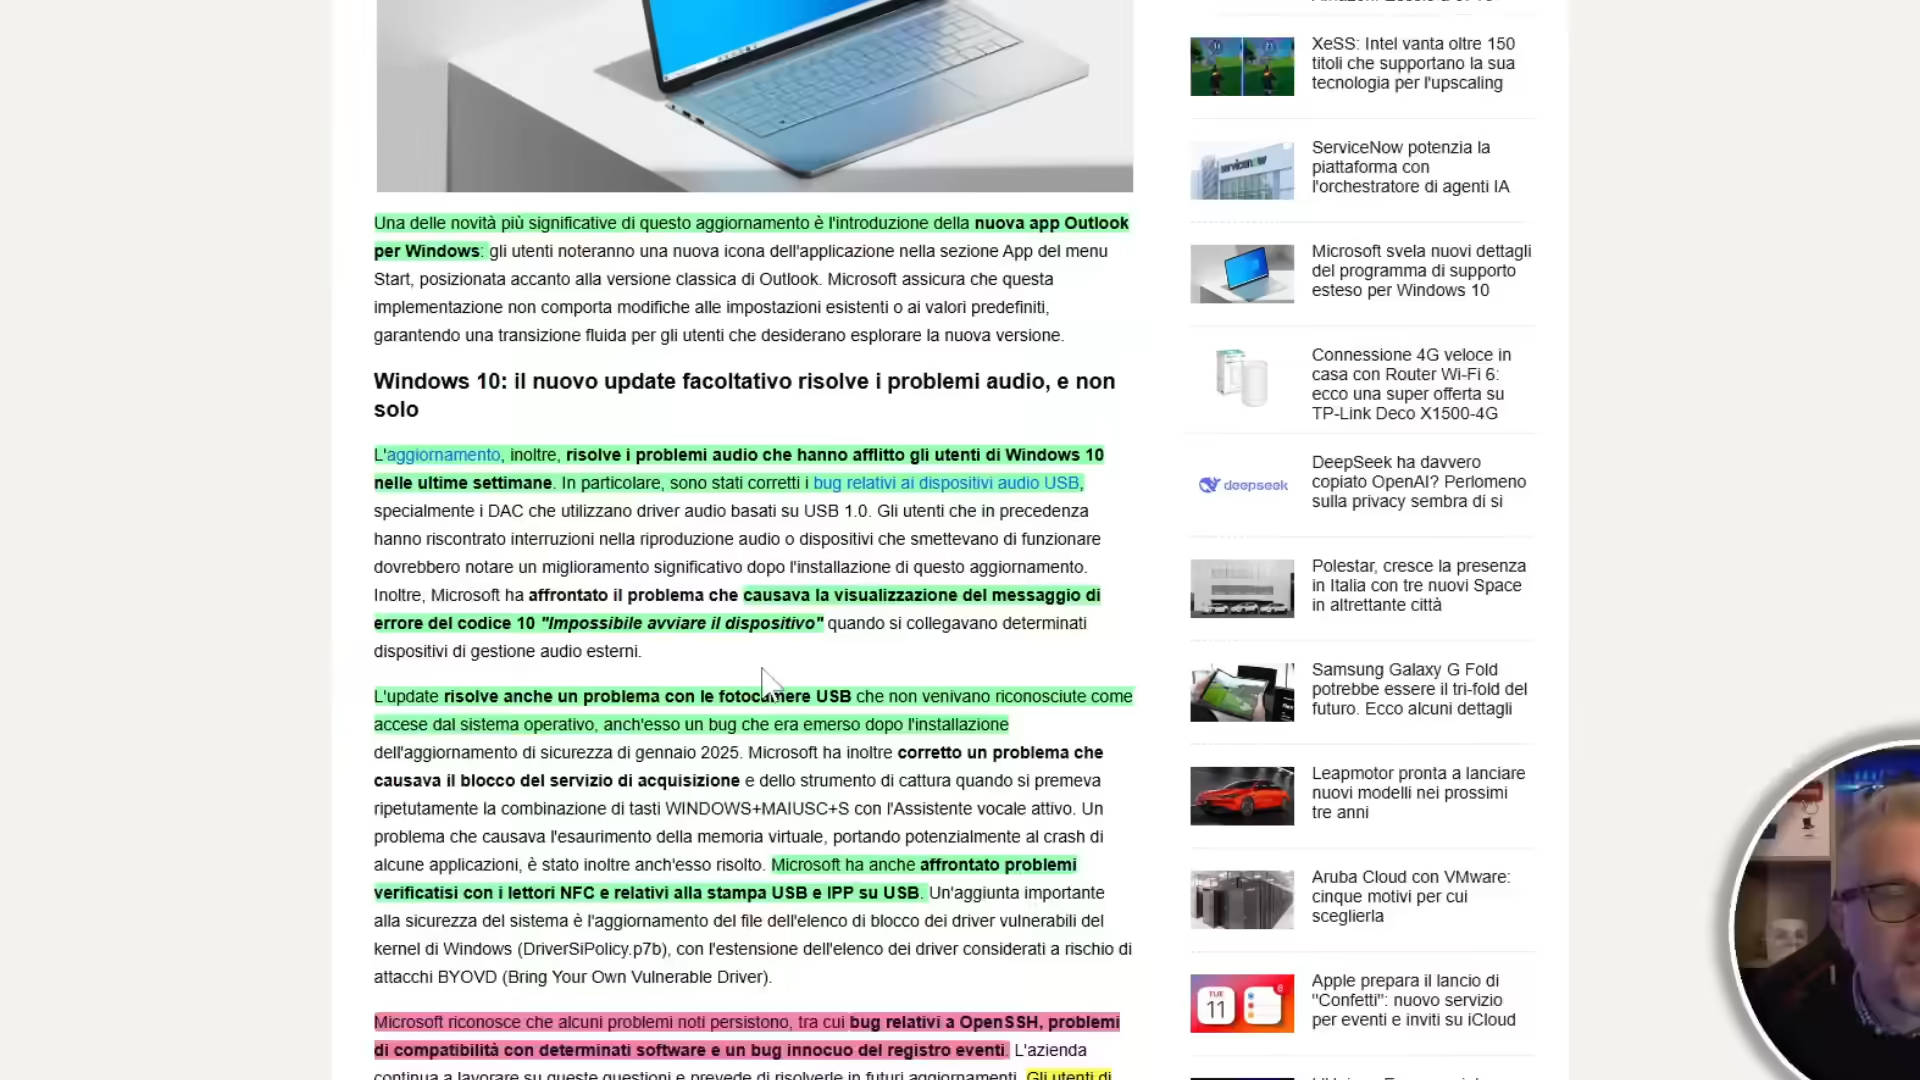 Una delle novità più significative di questo aggiornamento è l'introduzione della nuova app Outlook
per Windows: gli utenti noteranno una nuova icona dell'applicazione nella sezione App del menu
Start, posizionata accanto alla versione classica di Outlook. Microsoft assicura che questa
implementazione non comporta modifiche alle impostazioni esistenti o ai valori predefiniti,
garantendo una transizione fluida per gli utenti che desiderano esplorare la nuova versione.
Windows 10: il nuovo update facoltativo risolve i problemi audio, e non
solo
L'aggiornamento, inoltre, risolve i problemi audio che hanno afflitto gli utenti di Windows 10
nelle ultime settimane. In particolare, sono stati corretti i bug relativi ai dispositivi audio USB,
specialmente i DAC che utilizzano driver audio basati su USB 1.0. Gli utenti che in precedenza
hanno riscontrato interruzioni nella riproduzione audio o dispositivi che smettevano di funzionare
dovrebbero notare un miglioramento significativo dopo l'installazione di questo aggiornamento.
Inoltre, Microsoft ha affrontato il problema che causava la visualizzazione del messaggio di
errore del codice 10 "Impossibile avviare il dispositivo" quando si collegavano determinati
dispositivi di gestione audio esterni.
L'update risolve anche un problema con le fotocamere USB che non venivano riconosciute come
accese dal sistema operativo, anch'esso un bug che era emerso dopo l'installazione
dell'aggiornamento di sicurezza di gennaio 2025. Microsoft ha inoltre corretto un problema che
causava il blocco del servizio di acquisizione e dello strumento di cattura quando si premeva
ripetutamente la combinazione di tasti WINDOWS+MAIUSC+S con l'Assistente vocale attivo. Un
problema che causava l'esaurimento della memoria virtuale, portando potenzialmente al crash di
alcune applicazioni, è stato inoltre anch'esso risolto. Microsoft ha anche affrontato problemi
verificatisi con i lettori NFC e relativi alla stampa USB e IPP su USB. Un'aggiunta importante
alla sicurezza del sistema è l'aggiornamento del file dell'elenco di blocco dei driver vulnerabili del
kernel di Windows (DriverSiPolicy.p7b), con l'estensione dell'elenco dei driver considerati a rischio di
attacchi BYOVD (Bring Your Own Vulnerable Driver).
Microsoft riconosce che alcuni problemi noti persistono, tra cui bug relativi a OpenSSH, problemi
di compatibilità con determinati software e un bug innocuo del registro eventi. L'azienda
continua a lavorare su queste questioni e prevede di risolverle in futuri aggiornamenti. Gli utenti di
XeSS: Intel vanta oltre 150
titoli che supportano la sua
tecnologia per l'upscaling
servicenow
ServiceNow potenzia la
piattaforma con
l'orchestratore di agenti IA
Microsoft svela nuovi dettagli
del programma di supporto
esteso per Windows 10
Connessione 4G veloce in
casa con Router Wi-Fi 6:
ecco una super offerta su
TP-Link Deco X1500-4G
deepseek
DeepSeek ha davvero
copiato OpenAI? Perlomeno
sulla privacy sembra di si
Polestar, cresce la presenza
in Italia con tre nuovi Space
in altrettante città
Samsung Galaxy G Fold
potrebbe essere il tri-fold del
futuro. Ecco alcuni dettagli
Leapmotor pronta a lanciare
nuovi modelli nei prossimi
tre anni
Aruba Cloud con VMware:
cinque motivi per cui
sceglierla
TUE
11
6
Apple prepara il lancio di
"Confetti": nuovo servizio
per eventi e inviti su iCloud